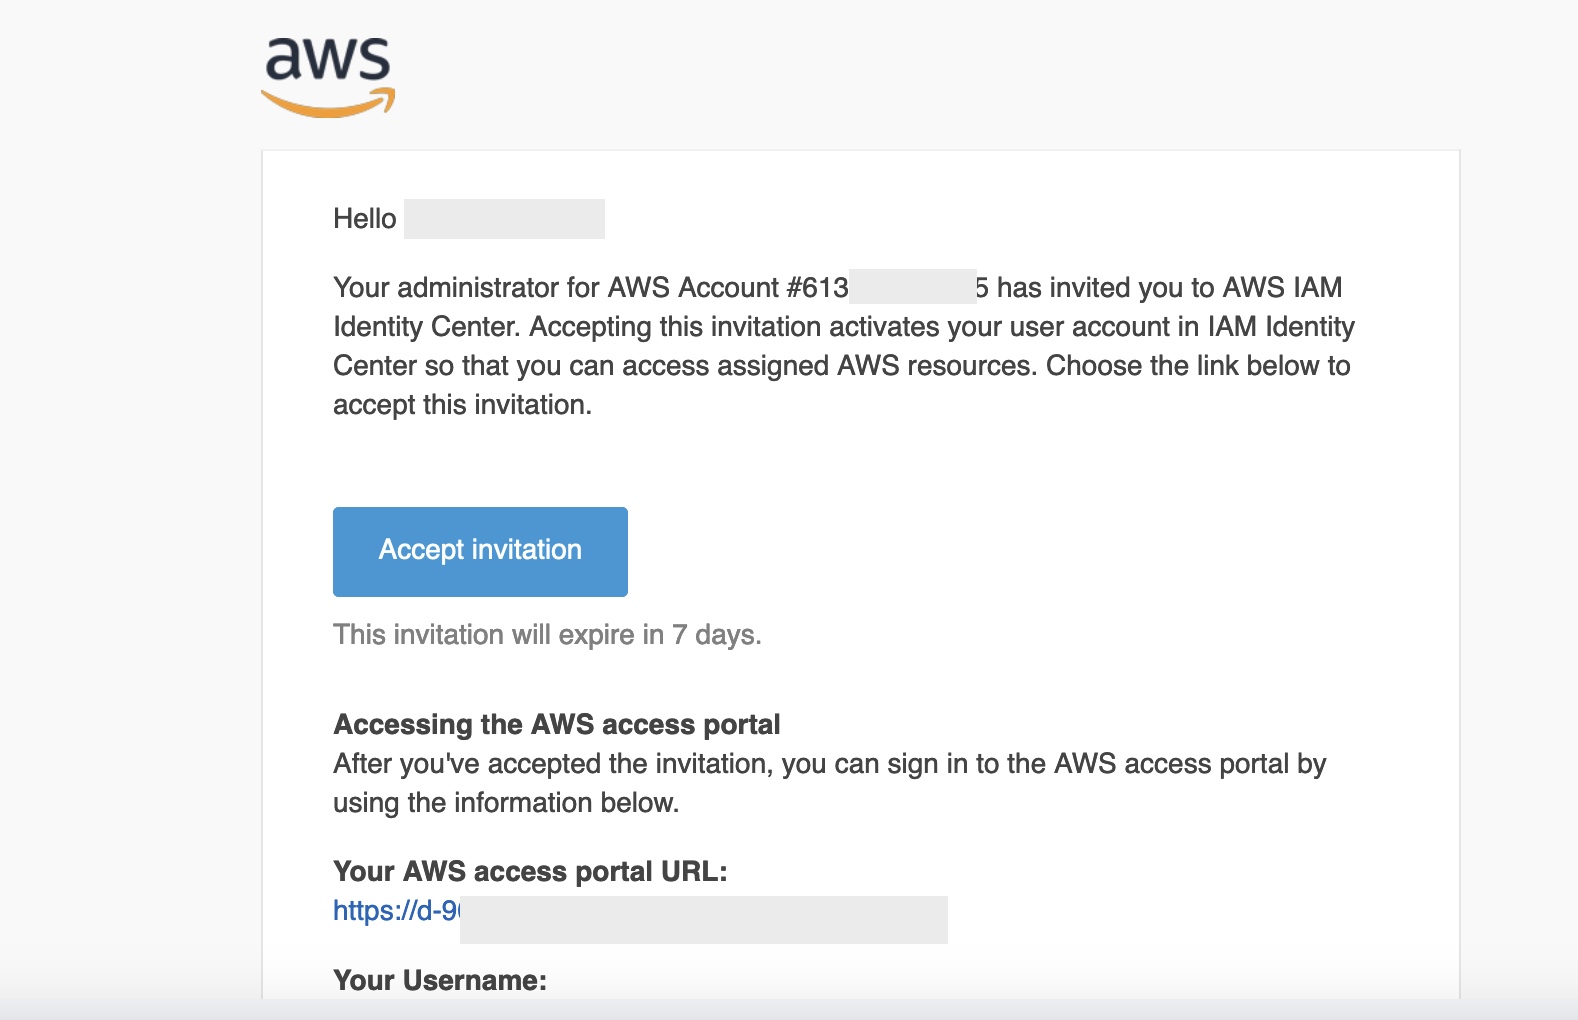 aws
Hello
Your administrator for AWS Account #613 5 has invited you to AWS IAM
Identity Center. Accepting this invitation activates your user account in IAM Identity
Center so that you can access assigned AWS resources. Choose the link below to
accept this invitation.
Accept invitation
This invitation will expire in 7 days.
Accessing the AWS access portal
After you've accepted the invitation, you can sign in to the AWS access portal by
using the information below.
Your AWS access portal URL:
https://d-9
Your Username: